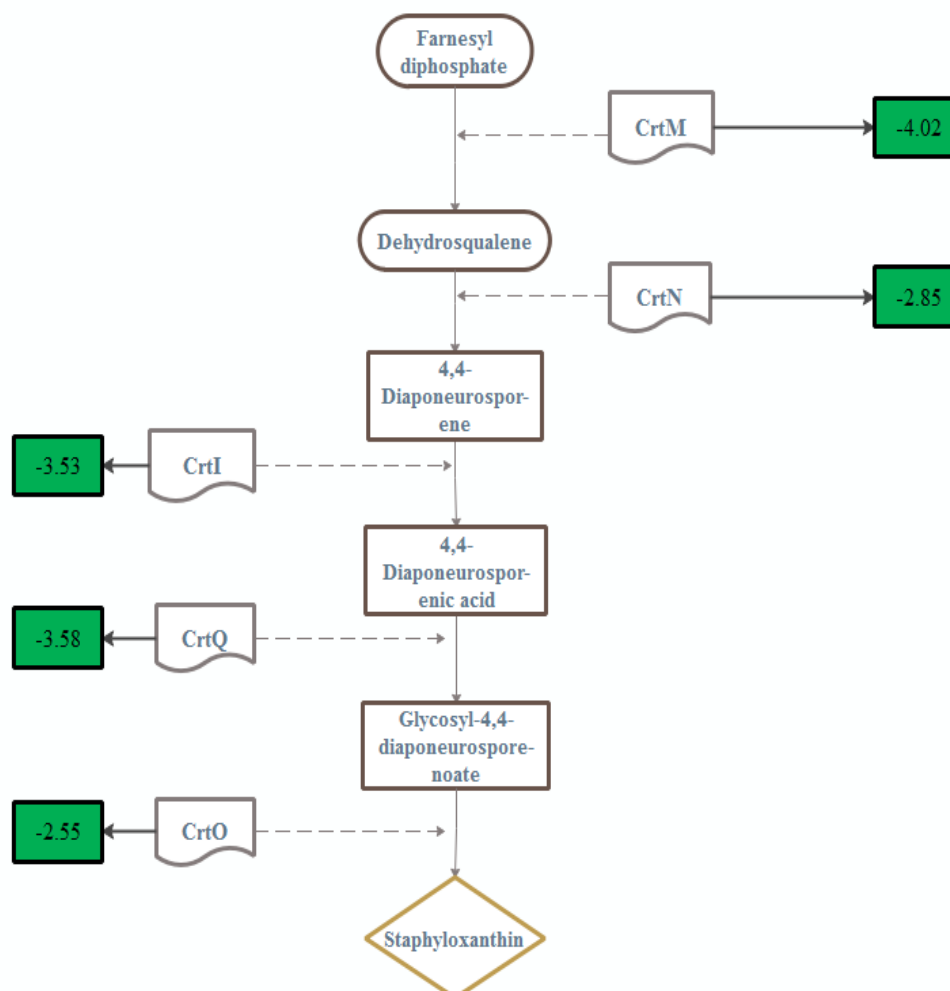 Farnesyl
diphosphate
CrtM
-4.02
Dehydrosqualene
CrtN
-2.85
4,4-
Diaponeurospor-
ene
-3.53
CrtI
4,4-
Diaponeurospor-
enic acid
-3.58
CrtQ
Glycosyl-4,4-
diaponeurospore-
noate
-2.55
CrtO
Staphyloxanthin